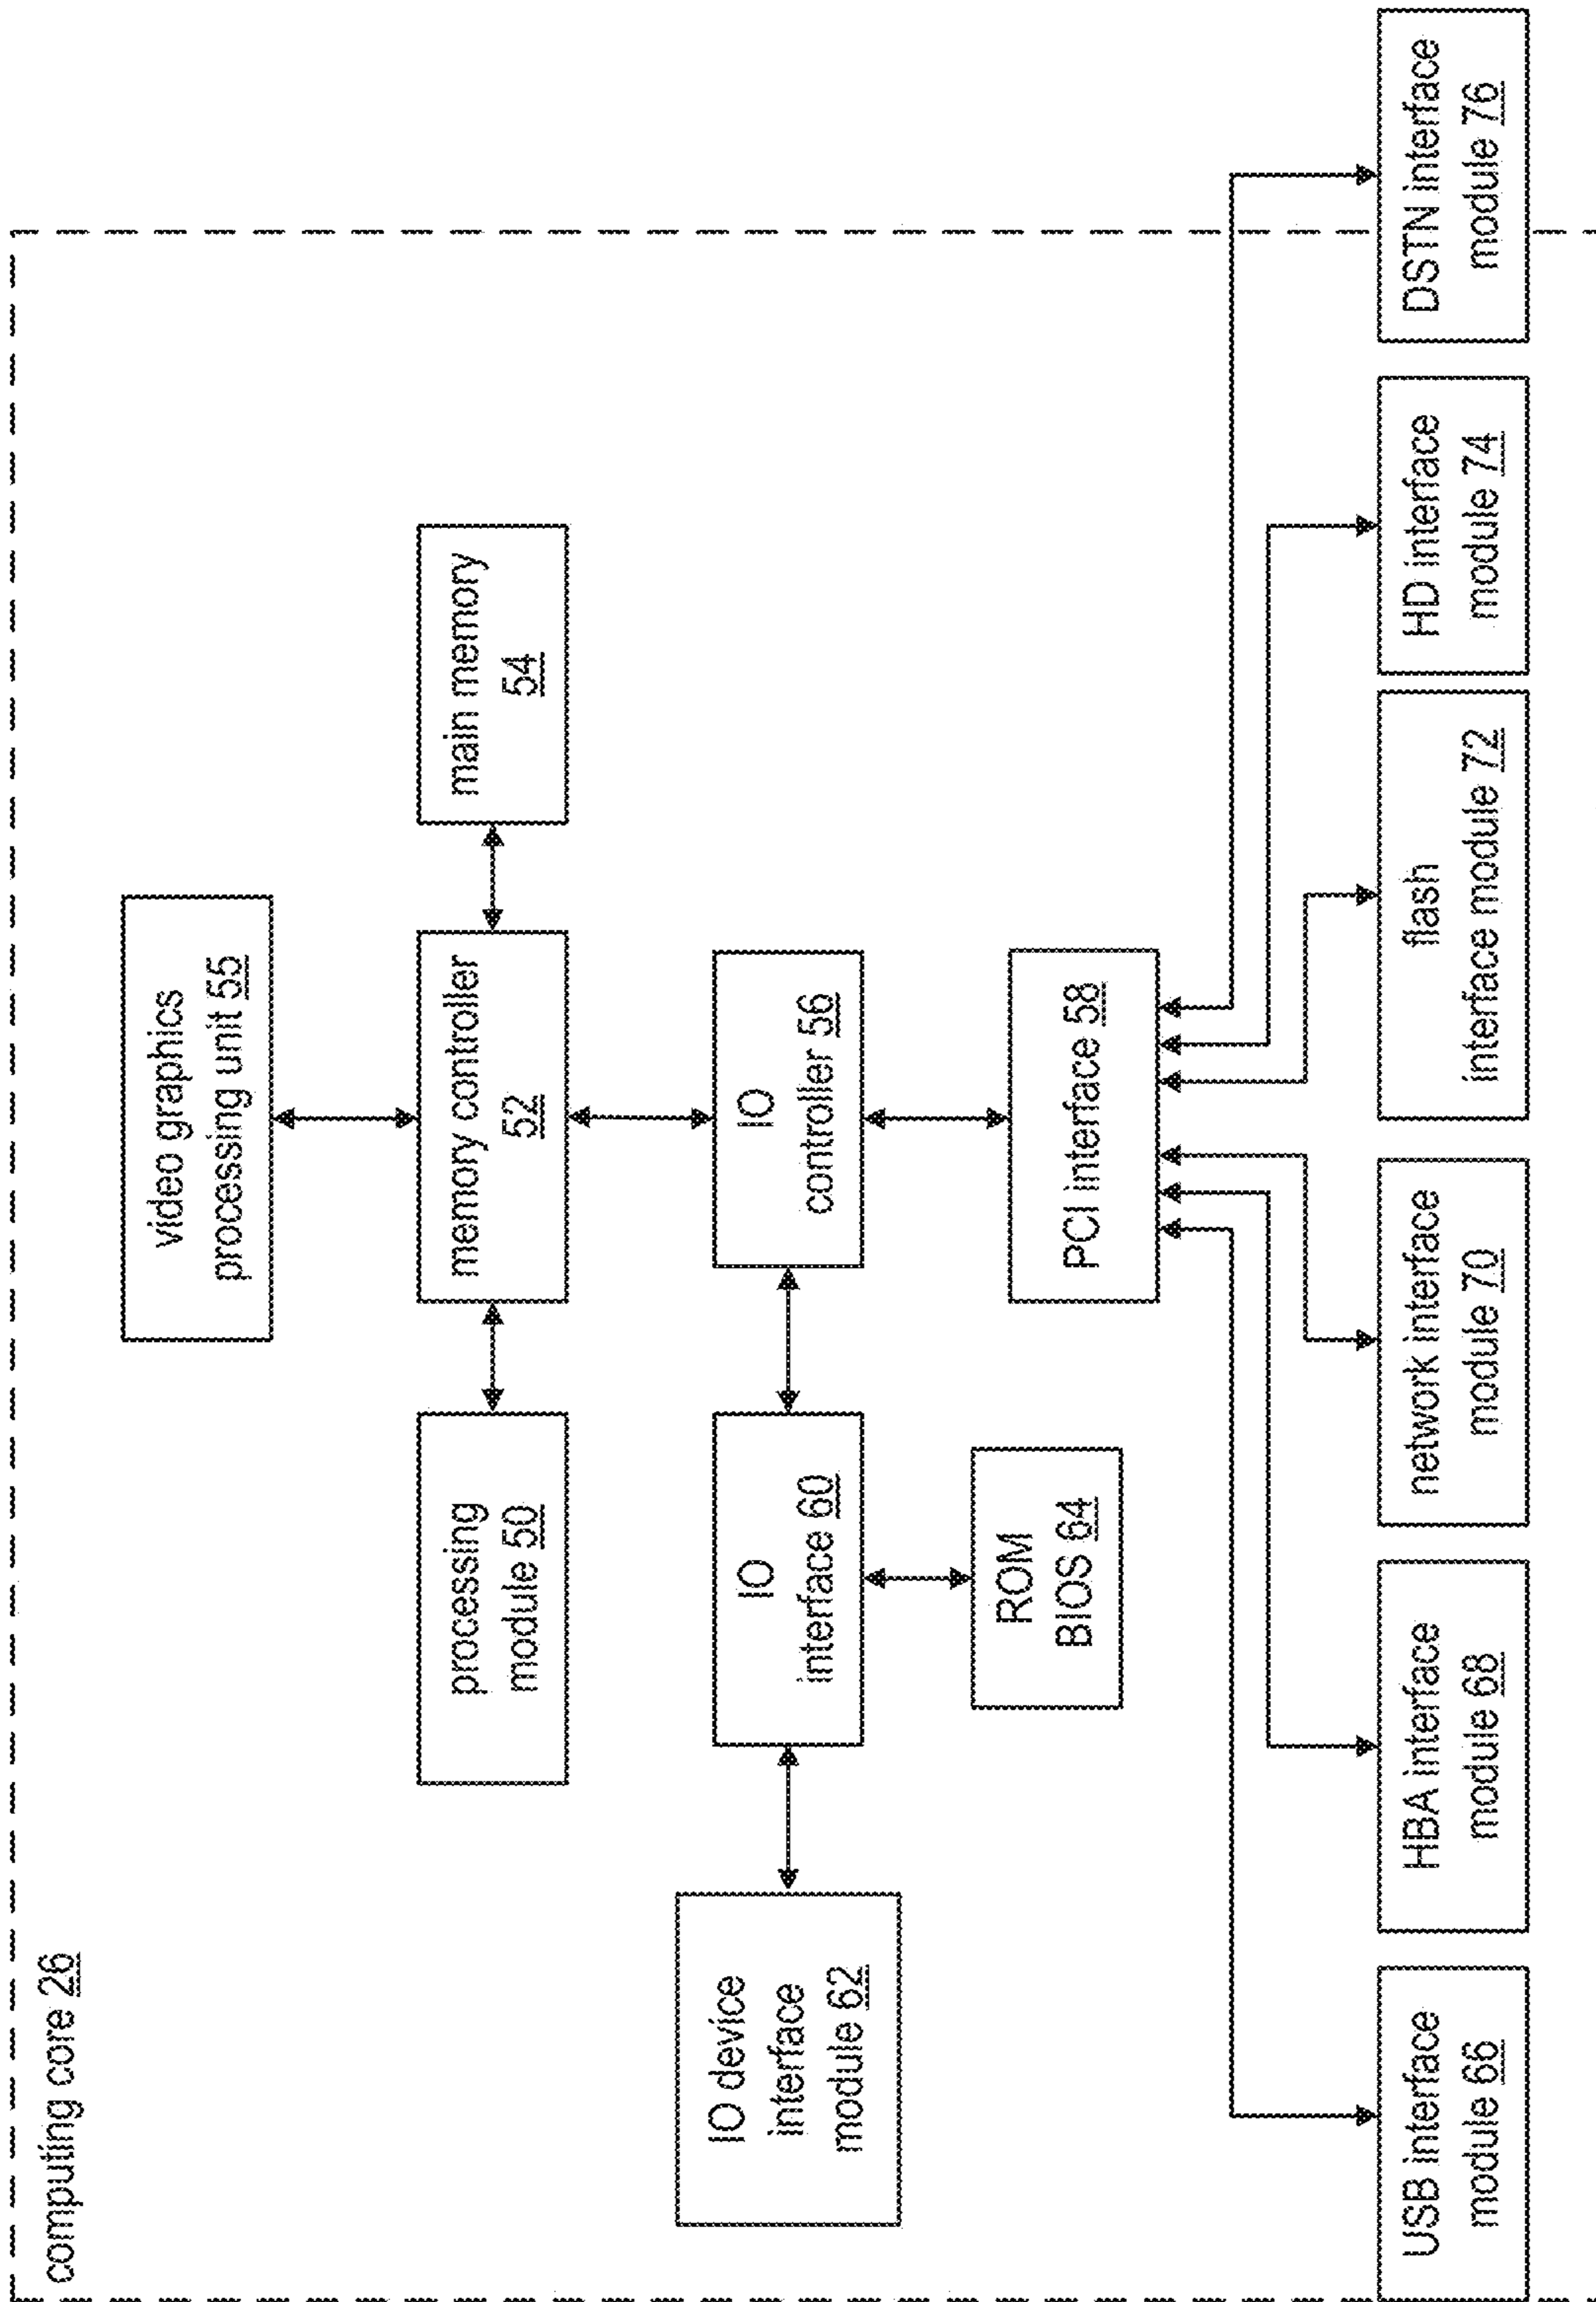 computing core 26
video graphics
processing unit 55
processing
module 50
memory controller
52
main memory
54
IO device
interface
module 62
IO
interface 60
IO
controller 56
ROM
BIOS 64
PCI interface 58
USB interface
module 66
HBA interface
module 68
network interface
module 70
flash
interface module 72
HD interface
module 74
DSTN interface
module 76